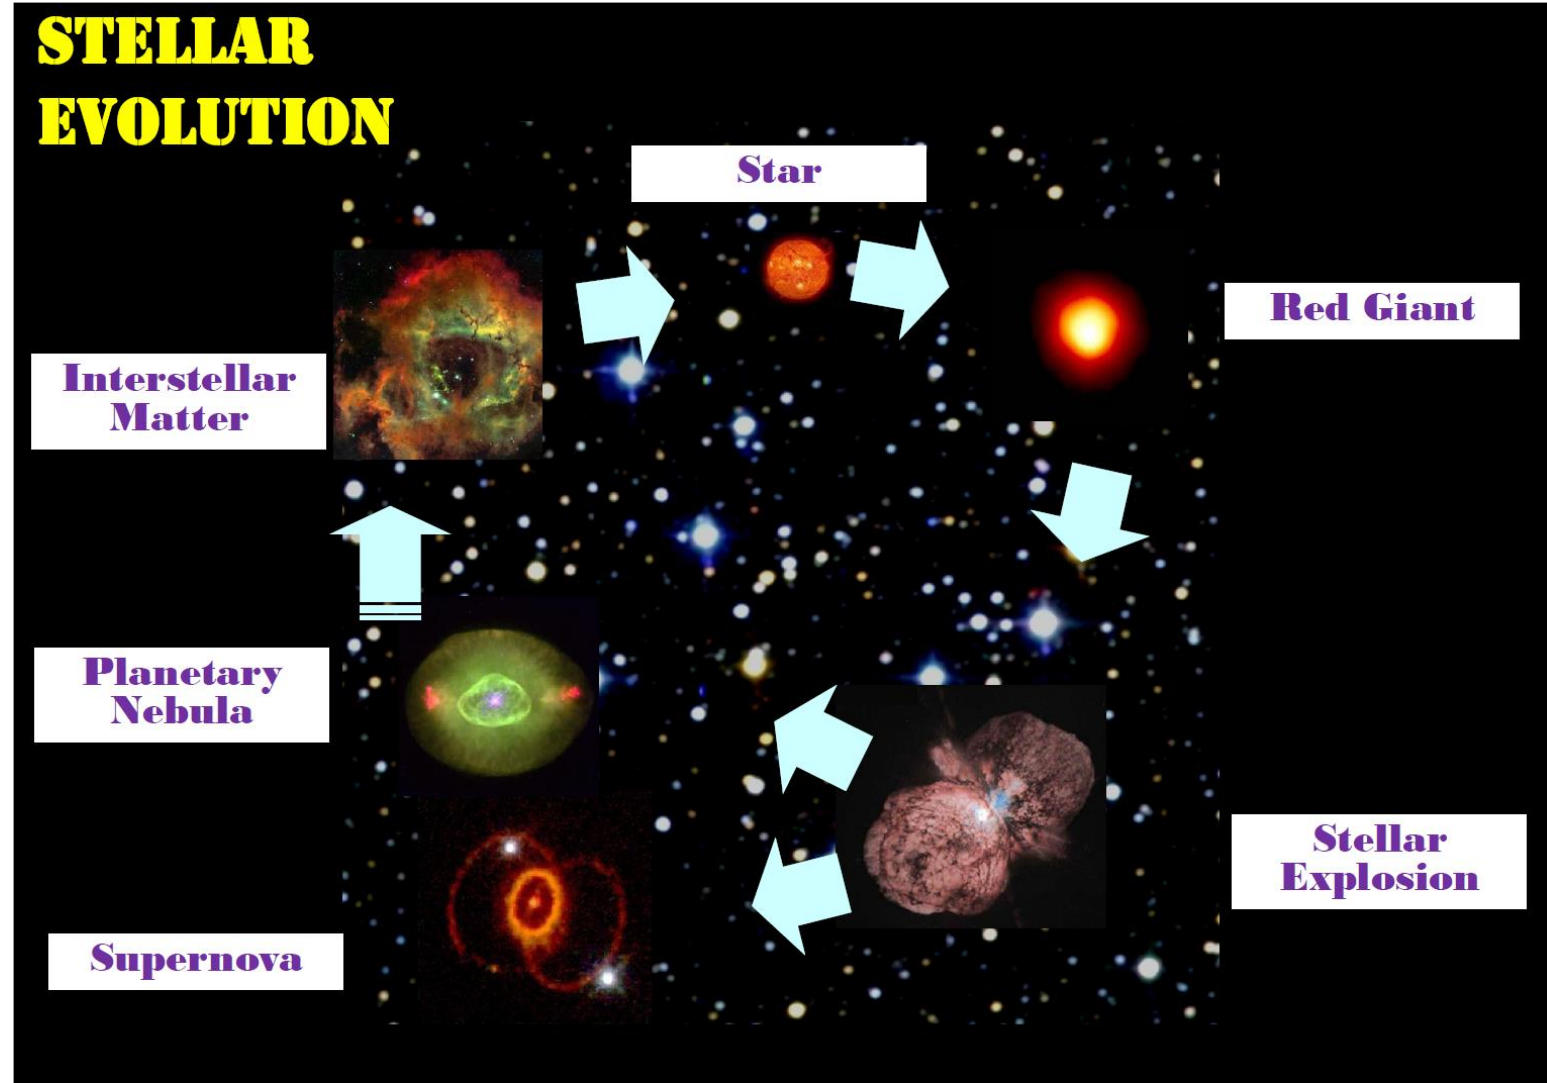 STELLAR
EVOLUTION
Star
Red Giant
Interstellar
Matter
Planetary
Nebula
Stellar
Explosion
Supernova